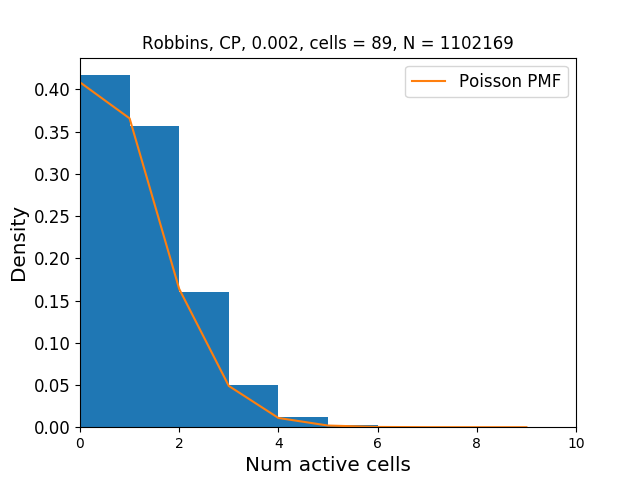 Robbins, CP, 0.002, cells = 89, N = 1102169
Poisson PMF
Density
0.40
0.35
0.30
0.25
0.20
0.15
0.10
0.05
0.00
0 2 4 6 8 10
Num active cells